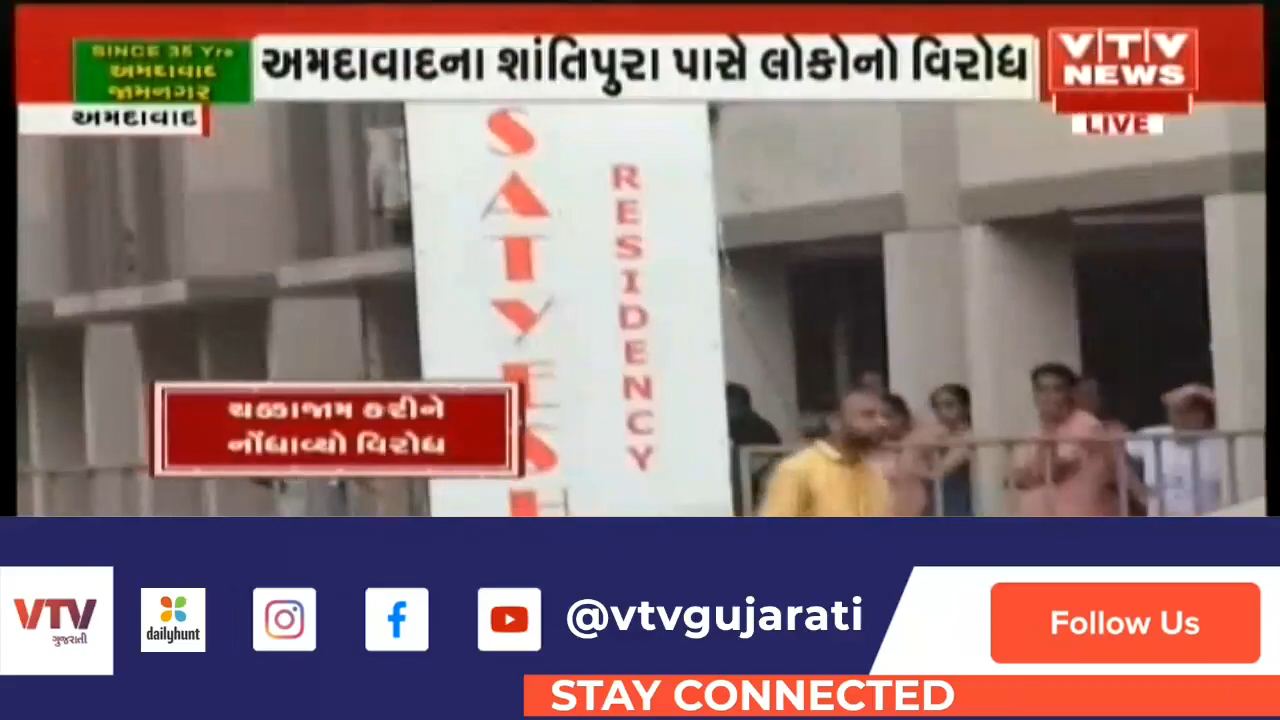 SINCE 35 Yrs
અમદાવાદ
જામનગર
અમદાવાદના શાંતિપુરા પાસે લોકોનો વિરોધ
VTV
NEWS
LIVE
અમદાવાદ
SATYESH
RESIDENCY
ચક્કાજામ કરીને
નોંધાવ્યો વિરોધ
VTV
ગુજરાતી
dailyhunt
@vtvgujarati
Follow Us
STAY CONNECTED